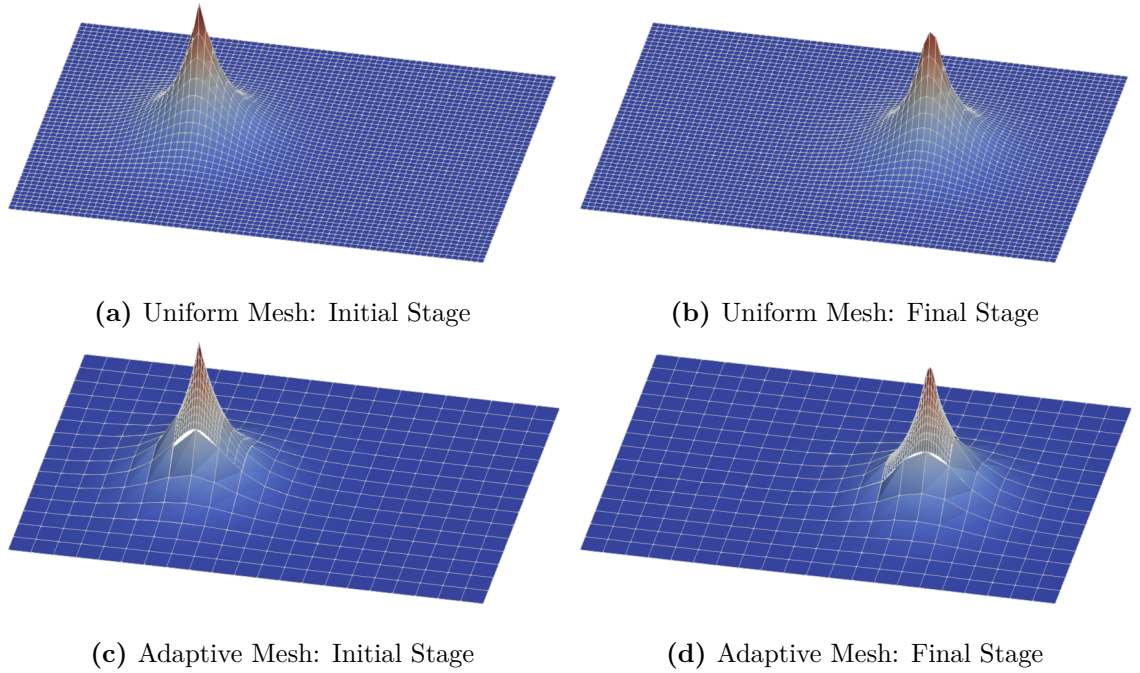 (a) Uniform Mesh: Initial Stage
(b) Uniform Mesh: Final Stage
(c) Adaptive Mesh: Initial Stage
(d) Adaptive Mesh: Final Stage